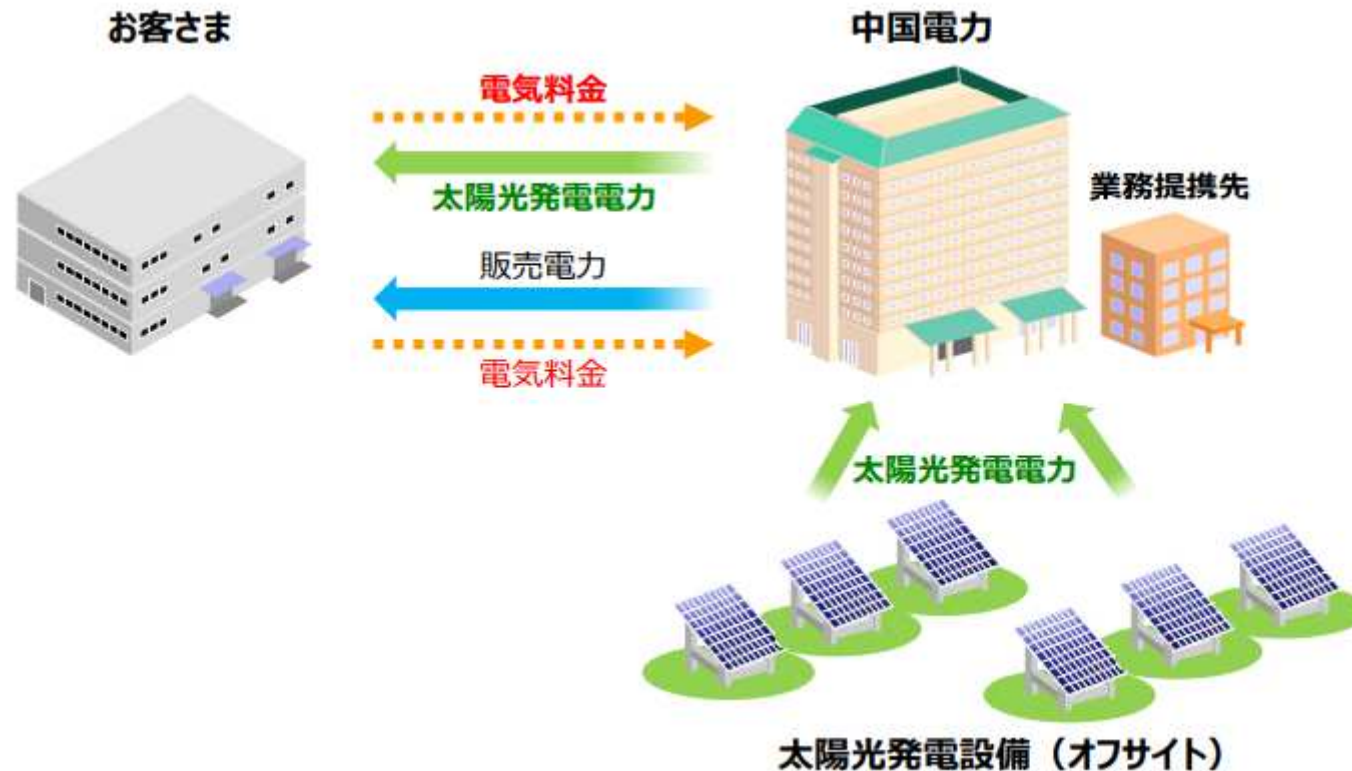 お客さま
中国電力
電気料金
太陽光発電電力
業務提携先
販売電力
電気料金
太陽光発電電力
太陽光発電設備（オフサイト）